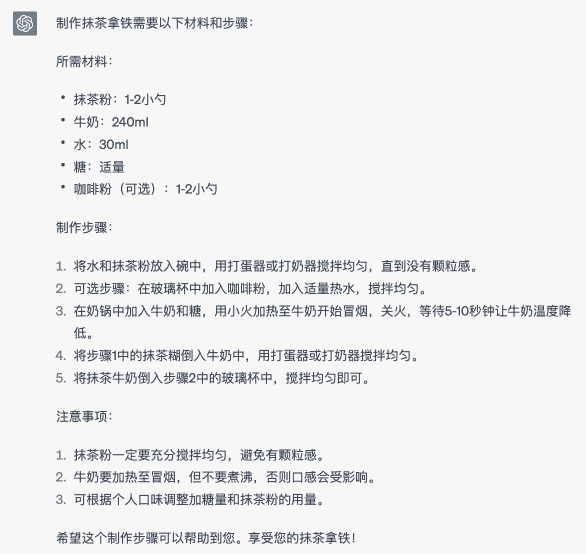 制作抹茶拿铁需要以下材料和步骤：
所需材料：
• 抹茶粉：1-2小勺
• 牛奶：240ml
• 水：30ml
• 糖：适量
• 咖啡粉（可选）：1-2小勺
制作步骤：
1. 将水和抹茶粉放入碗中，用打蛋器或打奶器搅拌均匀，直到没有颗粒感。
2. 可选步骤：在玻璃杯中加入咖啡粉，加入适量热水，搅拌均匀。
3. 在奶锅中加入牛奶和糖，用小火加热至牛奶开始冒烟，关火，等待5-10秒钟让牛奶温度降
低。
4. 将步骤1中的抹茶糊倒入牛奶中，用打蛋器或打奶器搅拌均匀。
5. 将抹茶牛奶倒入步骤2中的玻璃杯中，搅拌均匀即可。
注意事项：
1. 抹茶粉一定要充分搅拌均匀，避免有颗粒感。
2. 牛奶要加热至冒烟，但不要煮沸，否则口感会受影响。
3. 可根据个人口味调整加糖量和抹茶粉的用量。
希望这个制作步骤可以帮助到您。享受您的抹茶拿铁！